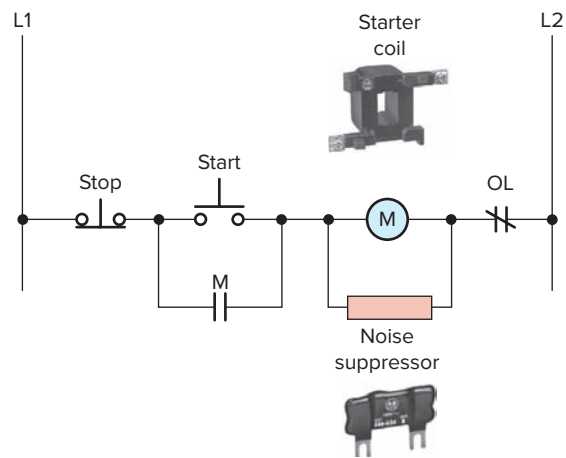 L1
L2
Starter
coil
Start
Stop
OL
M
M
Noise
suppressor